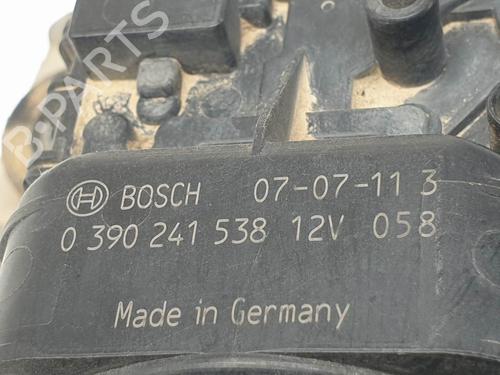 BOSCH 07-07-11 3
0 390 241 538 12V 058
Made in Germany
B-PARTS